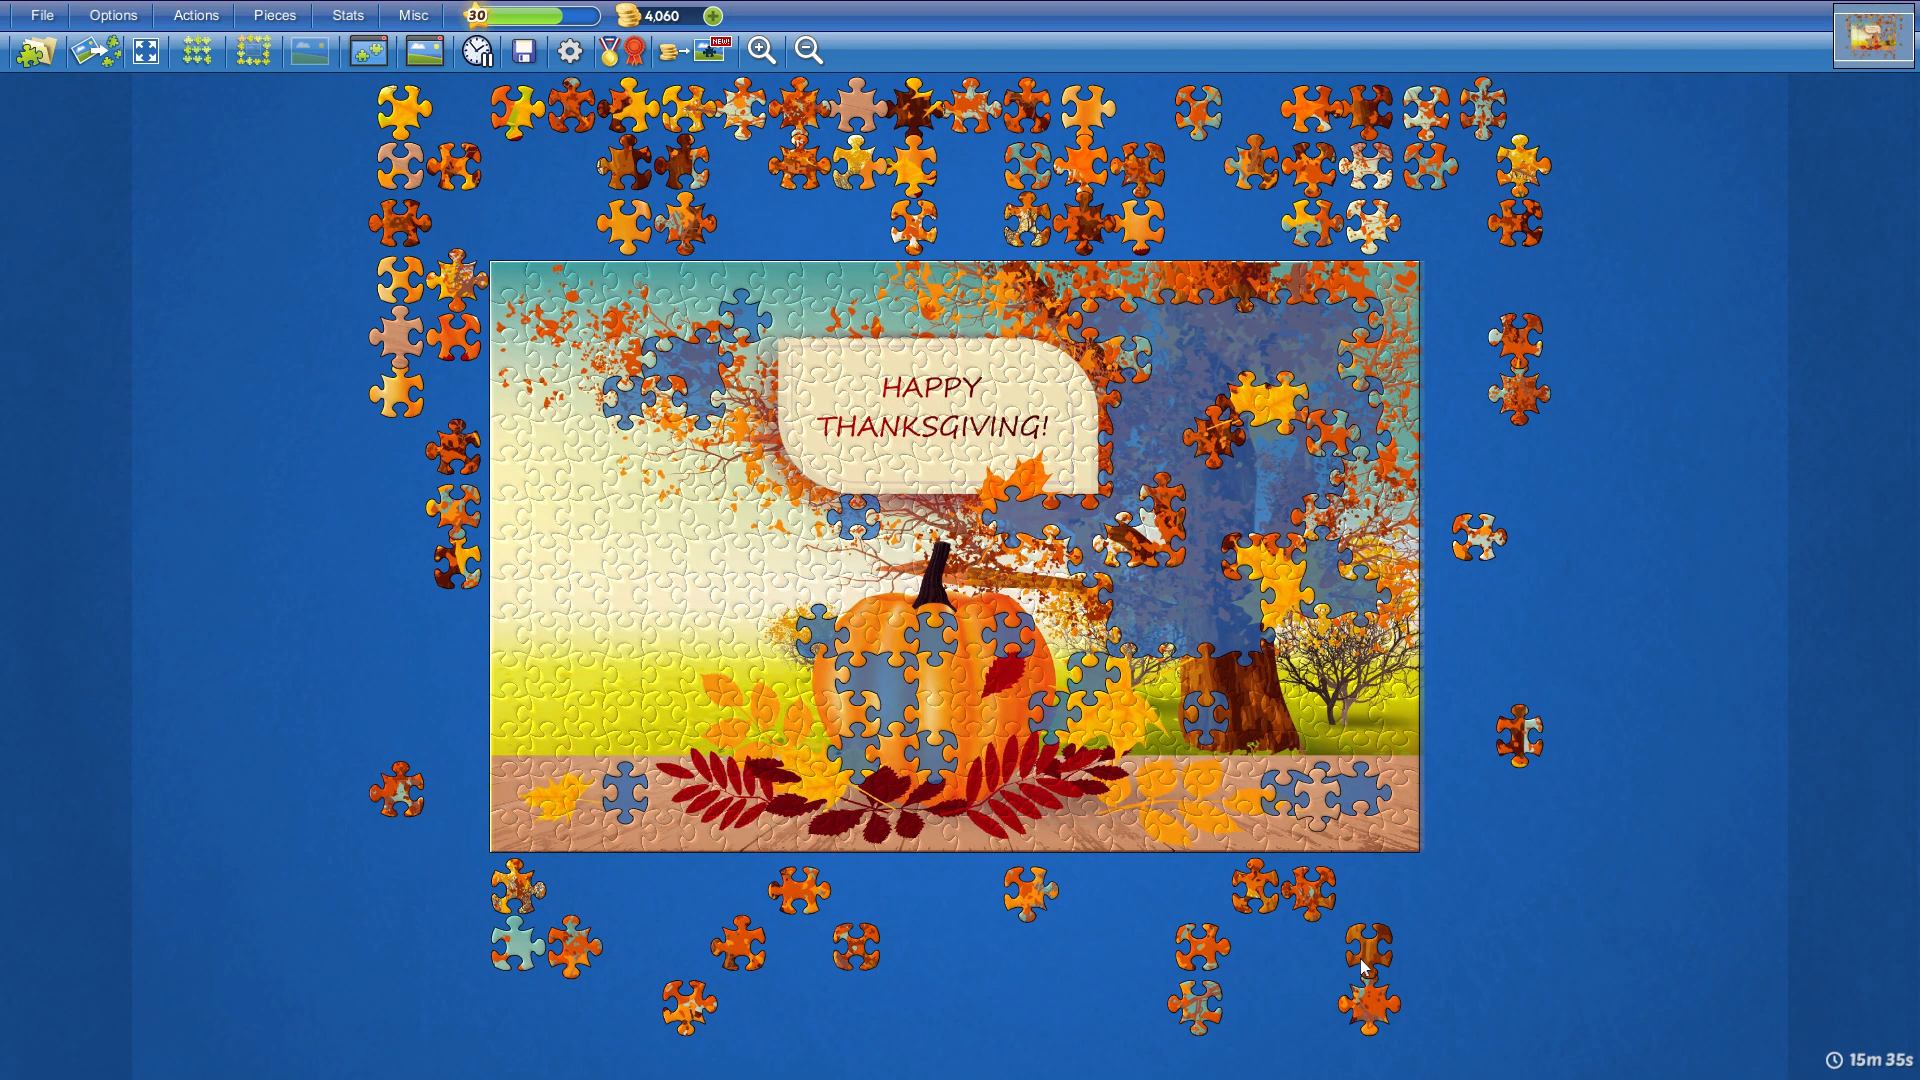 File Options Actions Pieces Stats Misc 30 4,060
NEW!
HAPPY
THANKSGIVING!
15m 35s